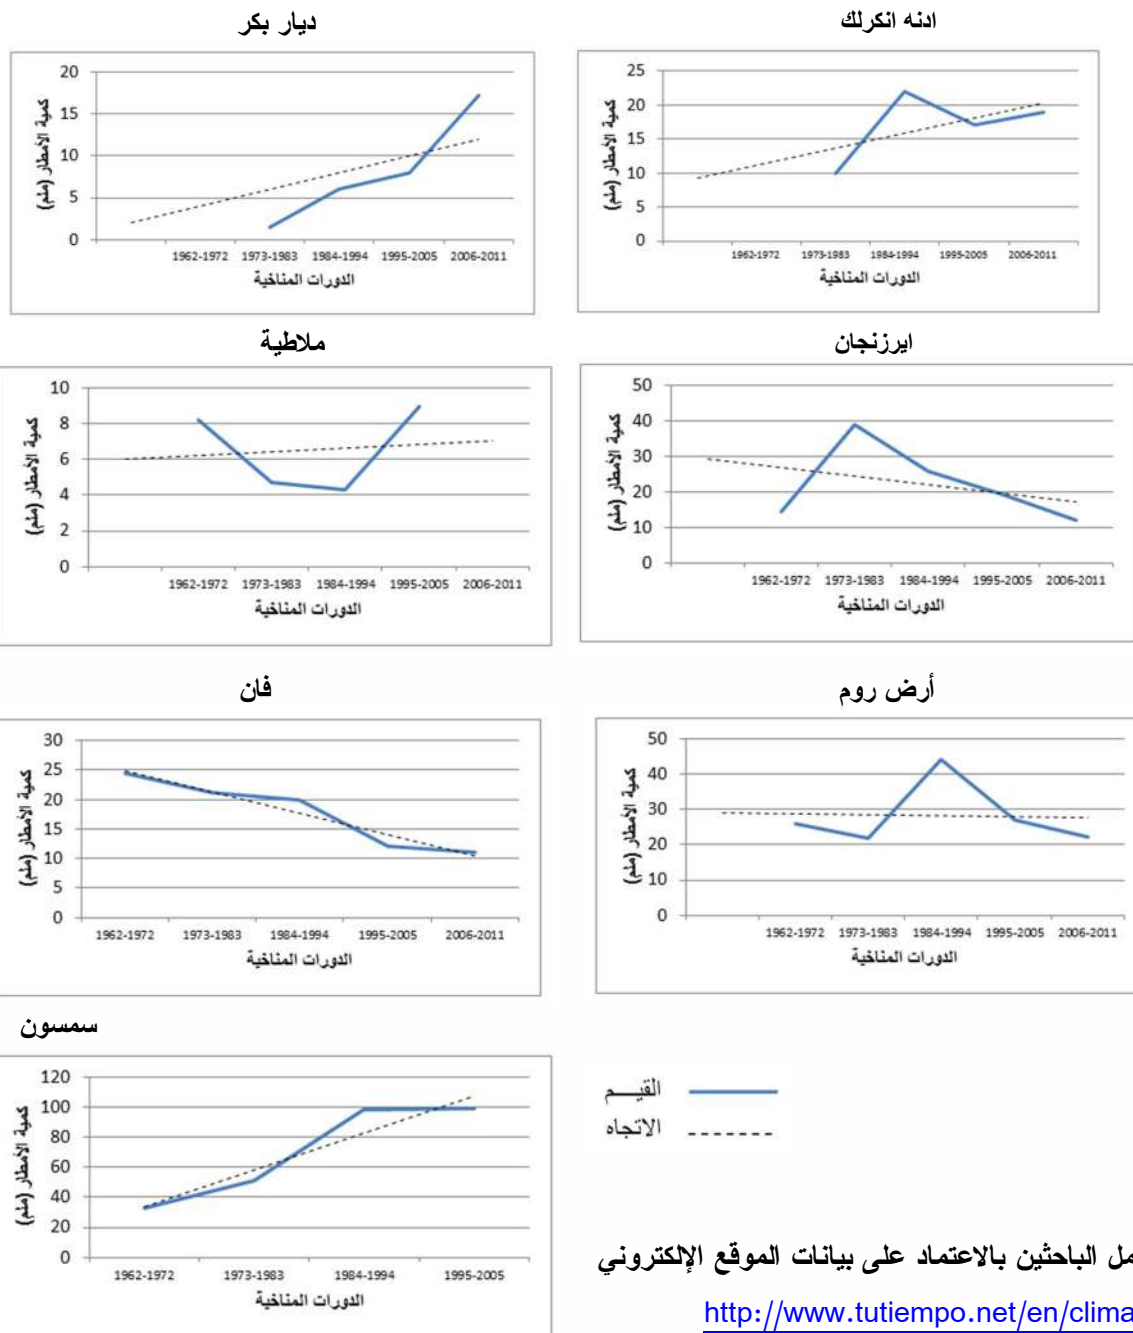 ادنه انكرلك
25
20
15
10
5
0
كمية الأمطار (ملم)
1962-1972 1973-1983 1984-1994 1995-2005 2006-2011
الدورات المناخية
ديار بكر
20
15
10
5
0
كمية الأمطار (ملم)
1962-1972 1973-1983 1984-1994 1995-2005 2006-2011
الدورات المناخية
ايرزنجان
50
40
30
20
10
0
كمية الأمطار (ملم)
1962-1972 1973-1983 1984-1994 1995-2005 2006-2011
الدورات المناخية
ملاطية
10
8
6
4
2
0
كمية الأمطار (ملم)
1962-1972 1973-1983 1984-1994 1995-2005 2006-2011
الدورات المناخية
أرض روم
50
40
30
20
10
0
كمية الأمطار (ملم)
1962-1972 1973-1983 1984-1994 1995-2005 2006-2011
الدورات المناخية
فان
30
25
20
15
10
5
0
كمية الأمطار (ملم)
1962-1972 1973-1983 1984-1994 1995-2005 2006-2011
الدورات المناخية
سمسون
120
100
80
60
40
20
0
كمية الأمطار (ملم)
1962-1972 1973-1983 1984-1994 1995-2005
الدورات المناخية
القيـــم
الاتجاه
مل الباحثين بالاعتماد على بيانات الموقع الإلكتروني
http://www.tutiempo.net/en/clima